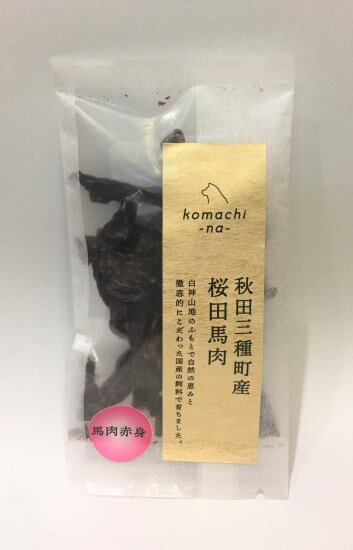 komachi
-na-
秋田三種町産
桜田馬肉
白神山地のふもとで自然の恵みと
徹底的にこだわった国産の飼料で育ちました。
馬肉赤身